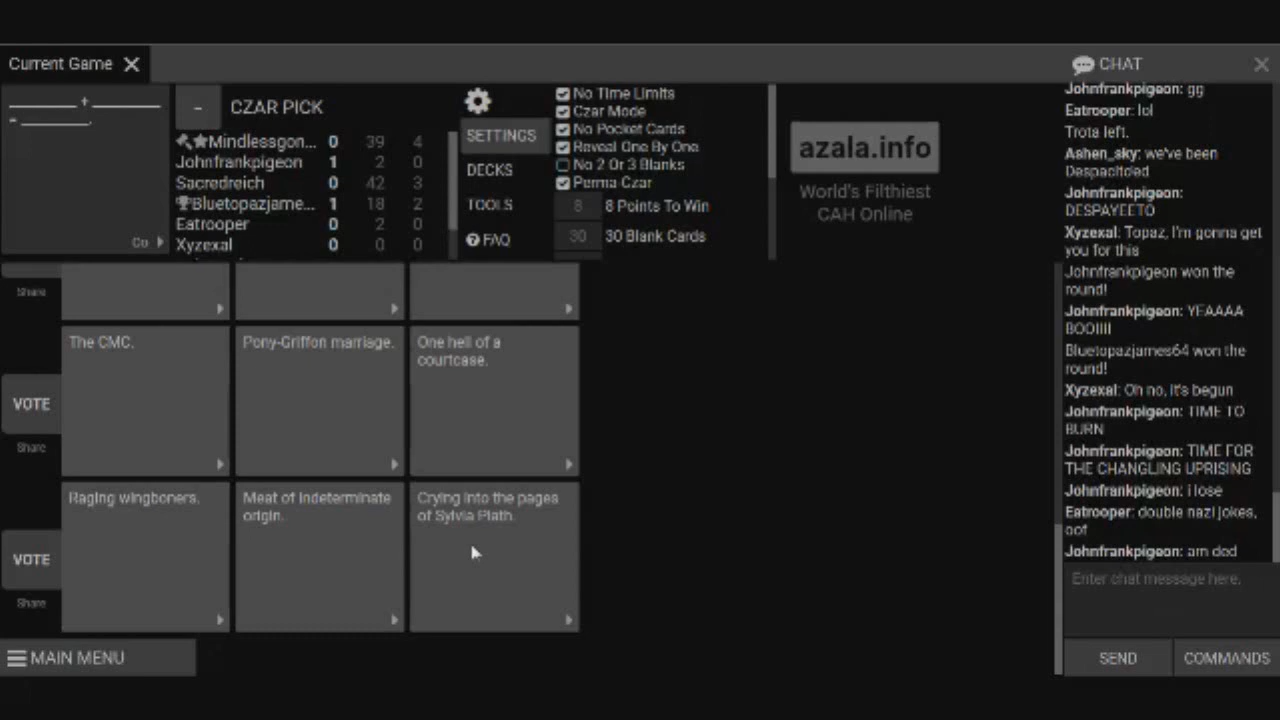 Current Game
CHAT
_______ + _______
= _______.
Go
-
CZAR PICK
Mindlessgon... 0 39 4
Johnfrankpigeon 1 2 0
Sacredreich 0 42 3
Bluetopazjame... 1 18 2
Eatrooper 0 2 0
Xyzexal 0 0 0
SETTINGS
DECKS
TOOLS
FAQ
No Time Limits
Czar Mode
No Pocket Cards
Reveal One By One
No 2 Or 3 Blanks
Perma Czar
8 8 Points To Win
30 30 Blank Cards
azala.info
World's Filthiest
CAH Online
Share
The CMC.
Pony-Griffon marriage.
One hell of a
courtcase.
VOTE
Share
Raging wingboners.
Meat of indeterminate
origin.
Crying into the pages
of Sylvia Plath.
VOTE
Share
MAIN MENU
Johnfrankpigeon: gg
Eatrooper: lol
Trota left.
Ashen_sky: we've been
Despacitoled
Johnfrankpigeon:
DESPAYEETO
Xyzexal: Topaz, I'm gonna get
you for this
Johnfrankpigeon won the
round!
Johnfrankpigeon: YEAAAA
BOOIIII
Bluetopazjames64 won the
round!
Xyzexal: Oh no, it's begun
Johnfrankpigeon: TIME TO
BURN
Johnfrankpigeon: TIME FOR
THE CHANGLING UPRISING
Johnfrankpigeon: i lose
Eatrooper: double nazi jokes,
oof
Johnfrankpigeon: am ded
Enter chat message here.
SEND
COMMANDS